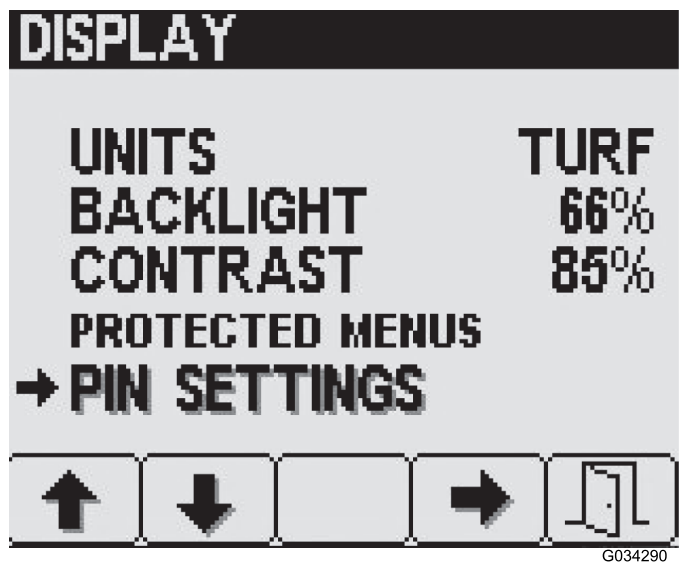 DISPLAY
UNITS TURF
BACKLIGHT 66%
CONTRAST 85%
PROTECTED MENUS
PIN SETTINGS
G034290